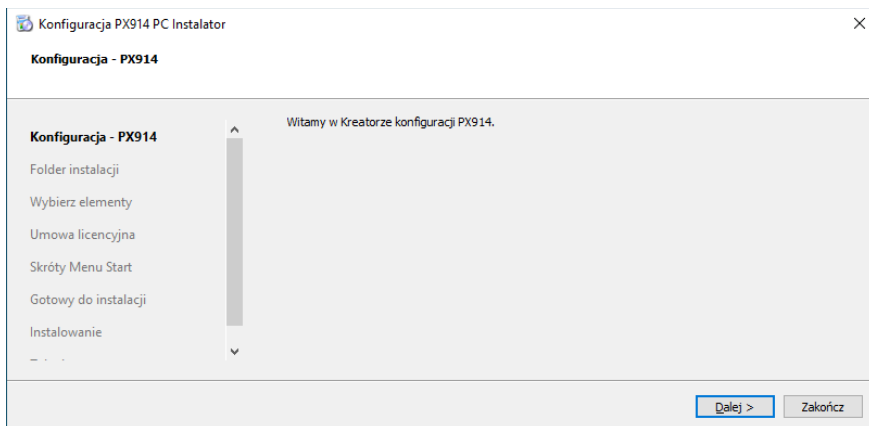 Konfiguracja PX914 PC Instalator
Konfiguracja - PX914
Konfiguracja - PX914
Witamy w Kreatorze konfiguracji PX914.
Folder instalacji
Wybierz elementy
Umowa licencyjna
Skróty Menu Start
Gotowy do instalacji
Instalowanie
Dalej >
Zakończ